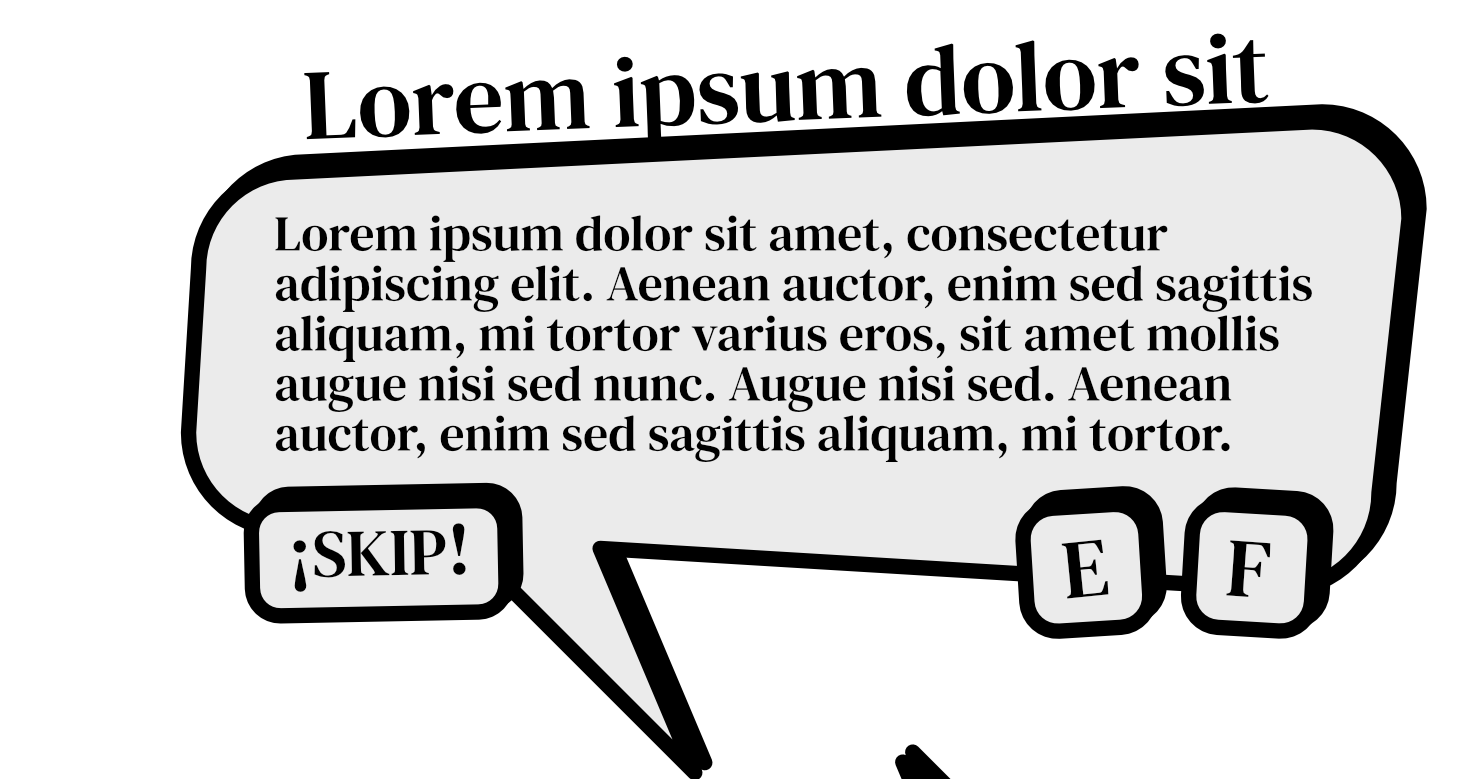 Lorem ipsum dolor sit
Lorem ipsum dolor sit amet, consectetur
adipiscing elit. Aenean auctor, enim sed sagittis
aliquam, mi tortor varius eros, sit amet mollis
augue nisi sed nunc. Augue nisi sed. Aenean
auctor, enim sed sagittis aliquam, mi tortor.
¡SKIP!
E
F